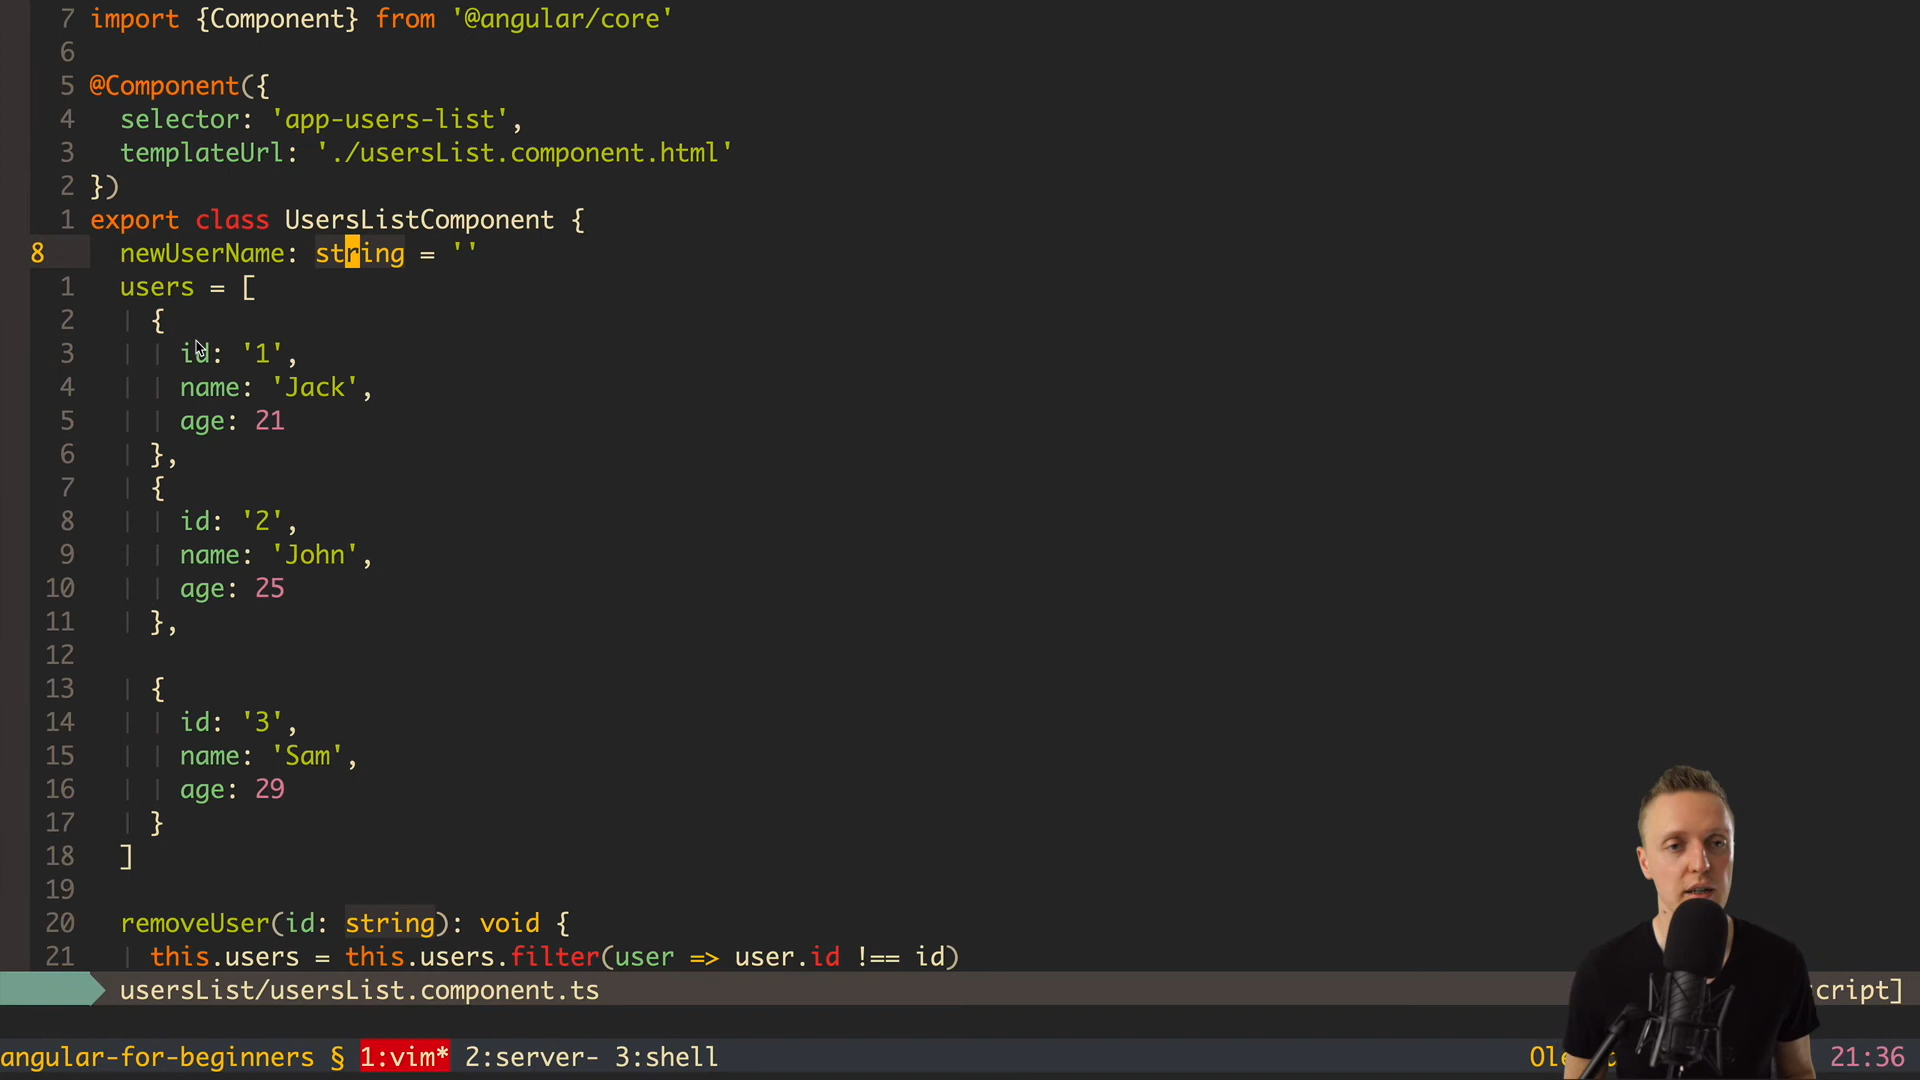 7 import {Component} from '@angular/core'
6
5 @Component({
4   selector: 'app-users-list',
3   templateUrl: './usersList.component.html'
2 })
1 export class UsersListComponent {
8   newUserName: string = ''
1   users = [
2   | {
3   | | id: '1',
4   | | name: 'Jack',
5   | | age: 21
6   | },
7   | {
8   | | id: '2',
9   | | name: 'John',
10  | | age: 25
11  | },
12
13  | {
14  | | id: '3',
15  | | name: 'Sam',
16  | | age: 29
17  | }
18  ]
19
20  removeUser(id: string): void {
21  | this.users = this.users.filter(user => user.id !== id)
usersList/usersList.component.ts cript]
angular-for-beginners § 1:vim* 2:server- 3:shell 21:36